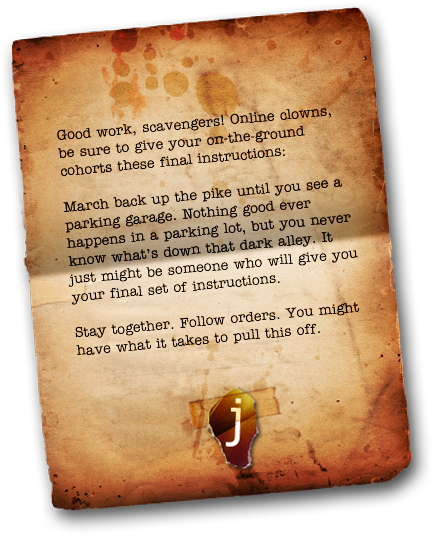 Good work, scavengers! Online clowns,
be sure to give your on-the-ground
cohorts these final instructions:
March back up the pike until you see a
parking garage. Nothing good ever
happens in a parking lot, but you never
know what's down that dark alley. It
just might be someone who will give you
your final set of instructions.
Stay together. Follow orders. You might
have what it takes to pull this off.
j